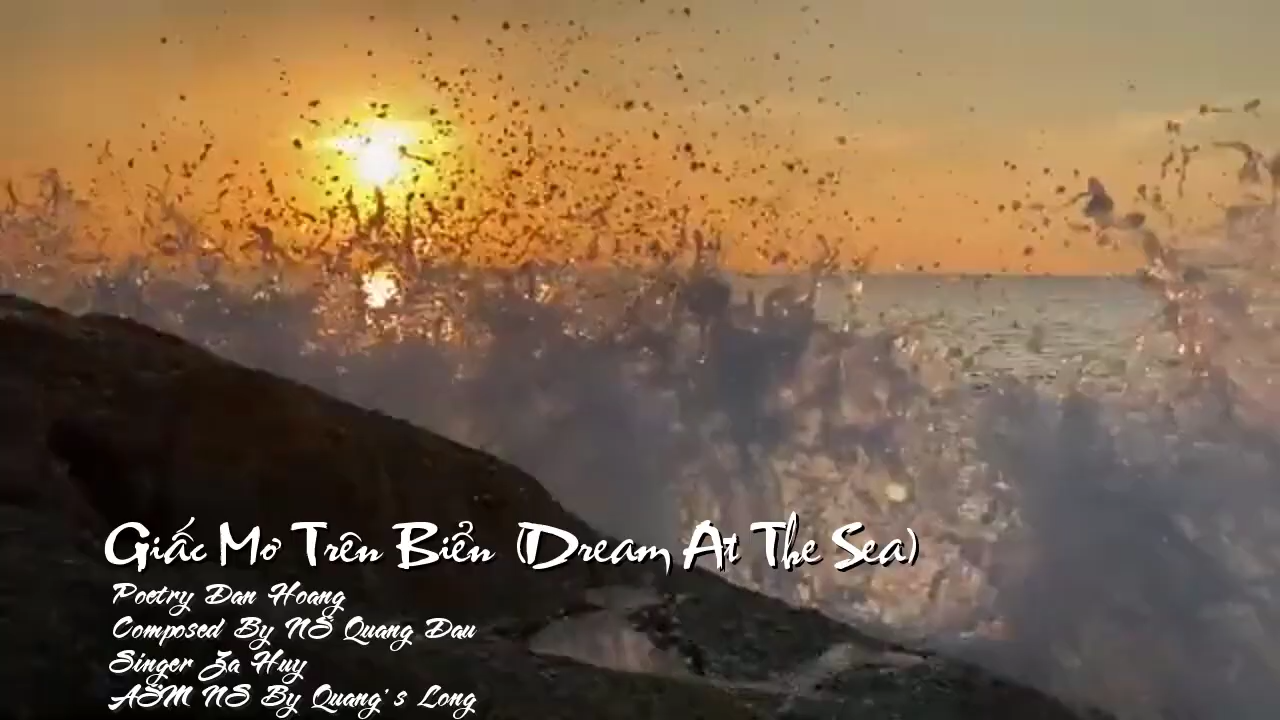 Giấc Mơ Trên Biển (Dream At The Sea)
Poetry Dan Hoang
Composed By NS Quang Dau
Singer Za Huy
ASM NS By Quang's Long